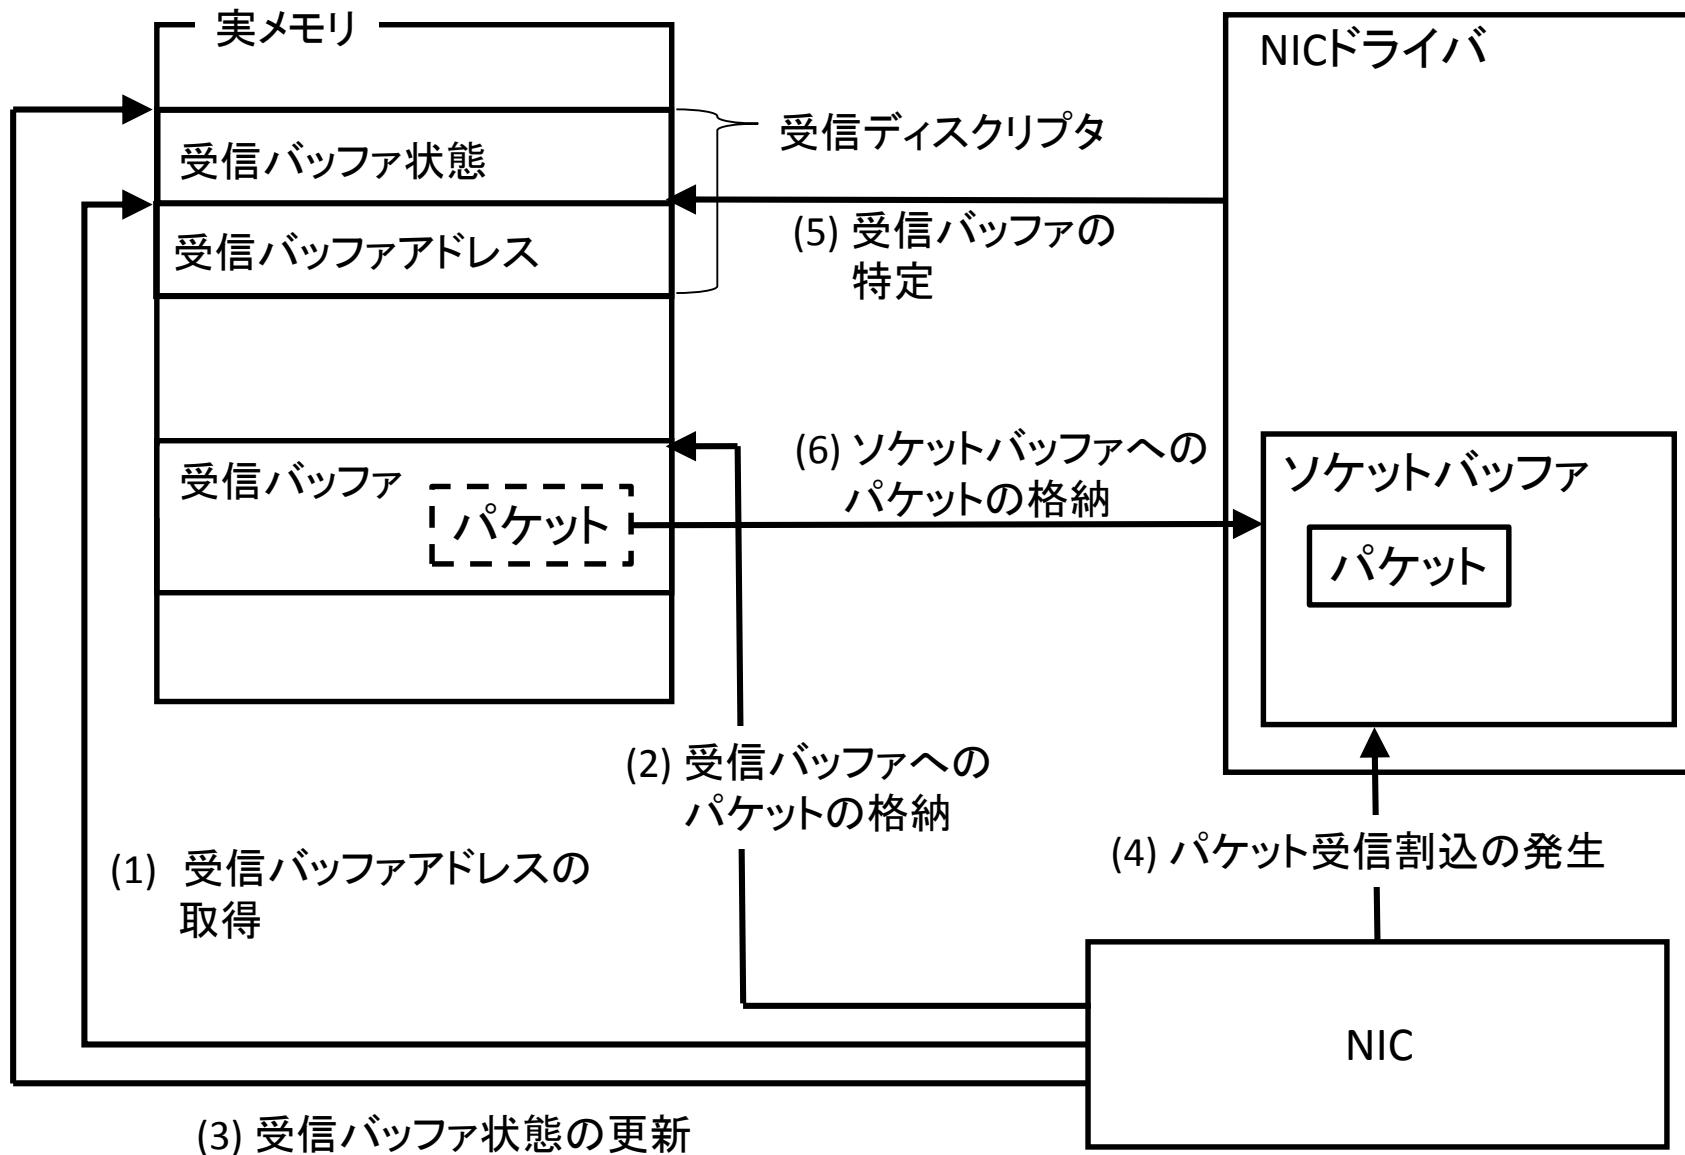 実メモリ
NICドライバ
受信ディスクリプタ
受信バッファ状態
受信バッファアドレス
(5) 受信バッファの
特定
(6) ソケットバッファへの
パケットの格納
受信バッファ
パケット
ソケットバッファ
パケット
(2) 受信バッファへの
パケットの格納
(4) パケット受信割込の発生
(1) 受信バッファアドレスの
取得
NIC
(3) 受信バッファ状態の更新